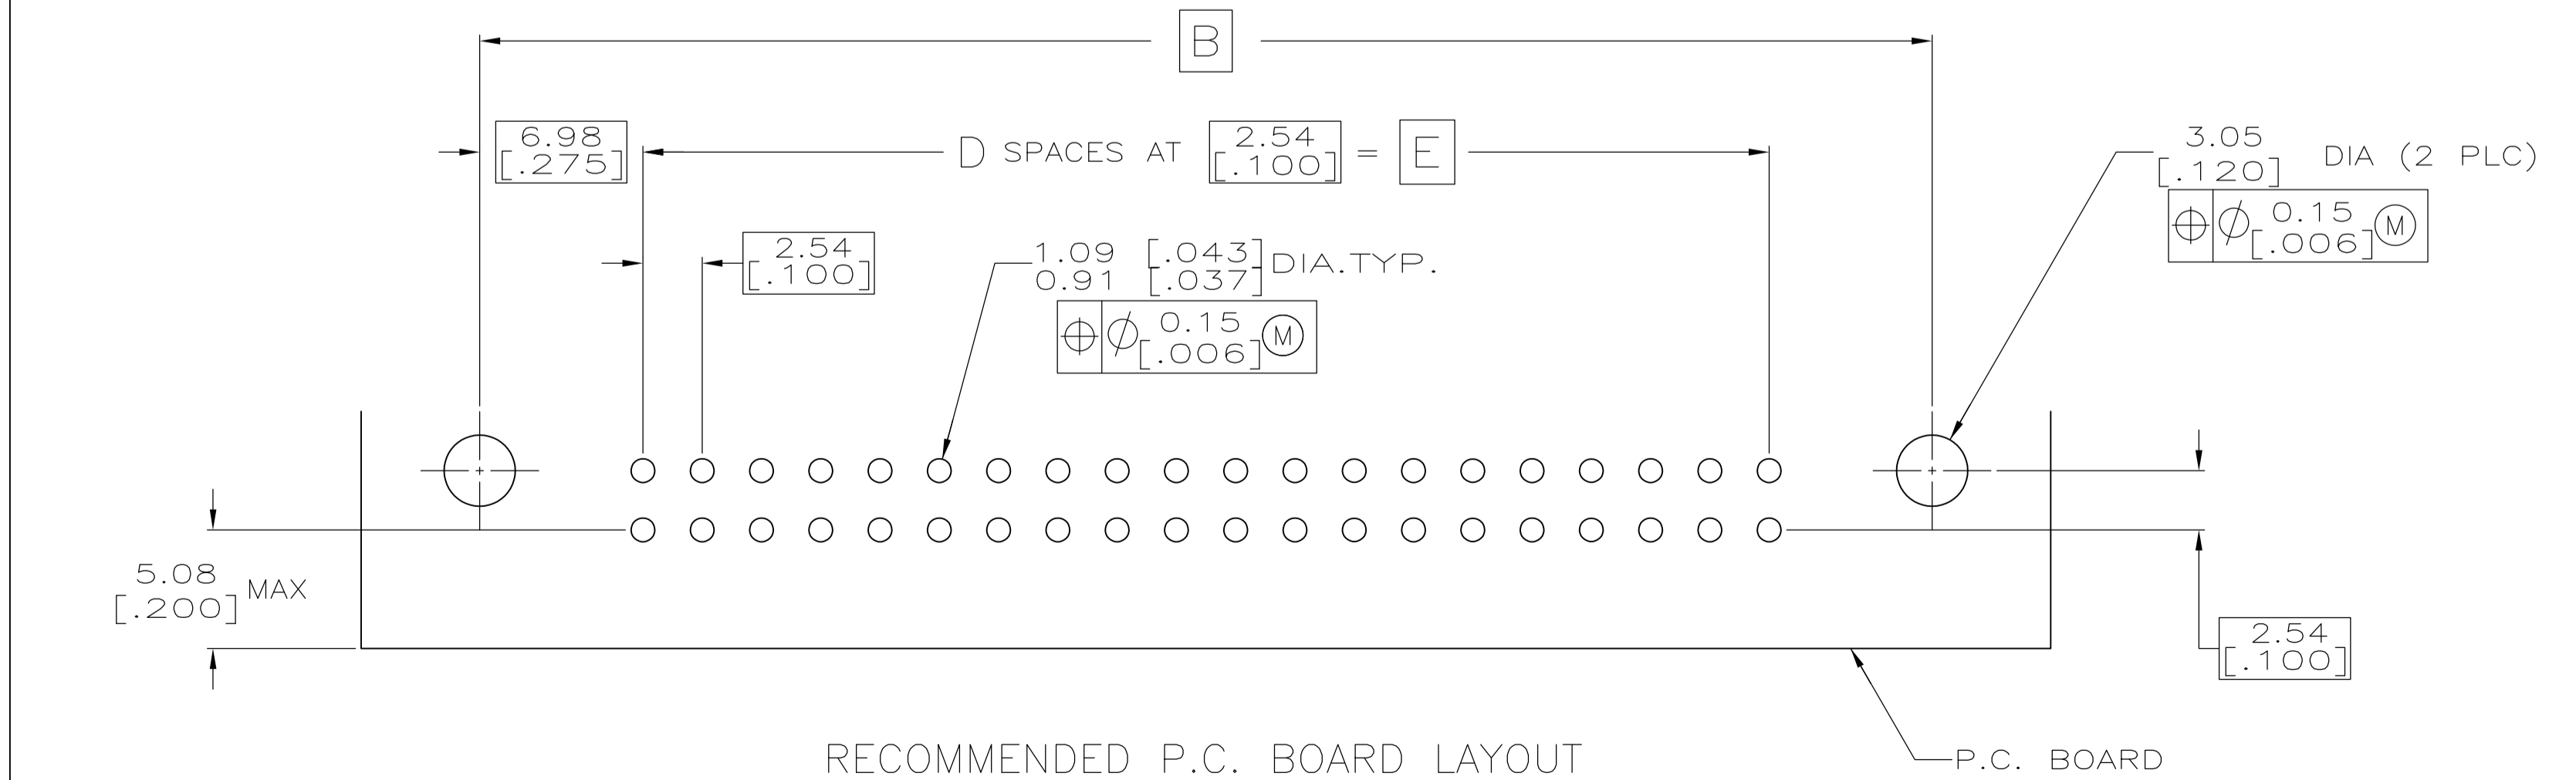 B
6.98
[.275]
D SPACES AT 2.54 [.100] = E
3.05
[.120] DIA (2 PLC)
⌖ ⌀ 0.15 [.006] Ⓜ
2.54
[.100]
1.09 [.043] DIA.TYP.
0.91 [.037]
⌖ ⌀ 0.15 [.006] Ⓜ
5.08
[.200] MAX
2.54
[.100]
RECOMMENDED P.C. BOARD LAYOUT
P.C. BOARD